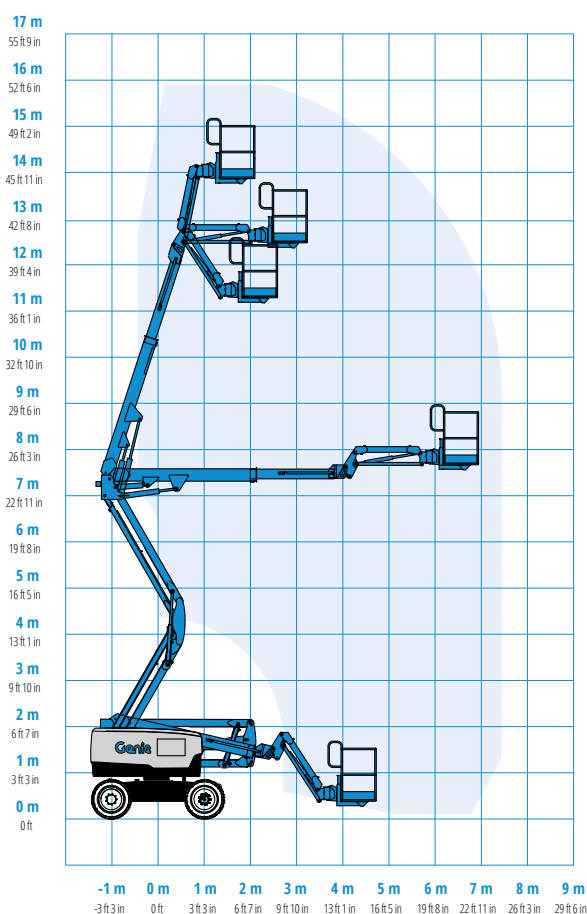 17 m
55 ft 9 in
16 m
52 ft 6 in
15 m
49 ft 2 in
14 m
45 ft 11 in
13 m
42 ft 8 in
12 m
39 ft 4 in
11 m
36 ft 1 in
10 m
32 ft 10 in
9 m
29 ft 6 in
8 m
26 ft 3 in
7 m
22 ft 11 in
6 m
19 ft 8 in
5 m
16 ft 5 in
4 m
13 ft 1 in
3 m
9 ft 10 in
2 m
6 ft 7 in
Genie
1 m
3 ft 3 in
0 m
0 ft
-1 m 0 m 1 m 2 m 3 m 4 m 5 m 6 m 7 m 8 m 9 m
-3 ft 3 in 0 ft 3 ft 3 in 6 ft 7 in 9 ft 10 in 13 ft 1 in 16 ft 5 in 19 ft 8 in 22 ft 11 in 26 ft 3 in 29 ft 6 in